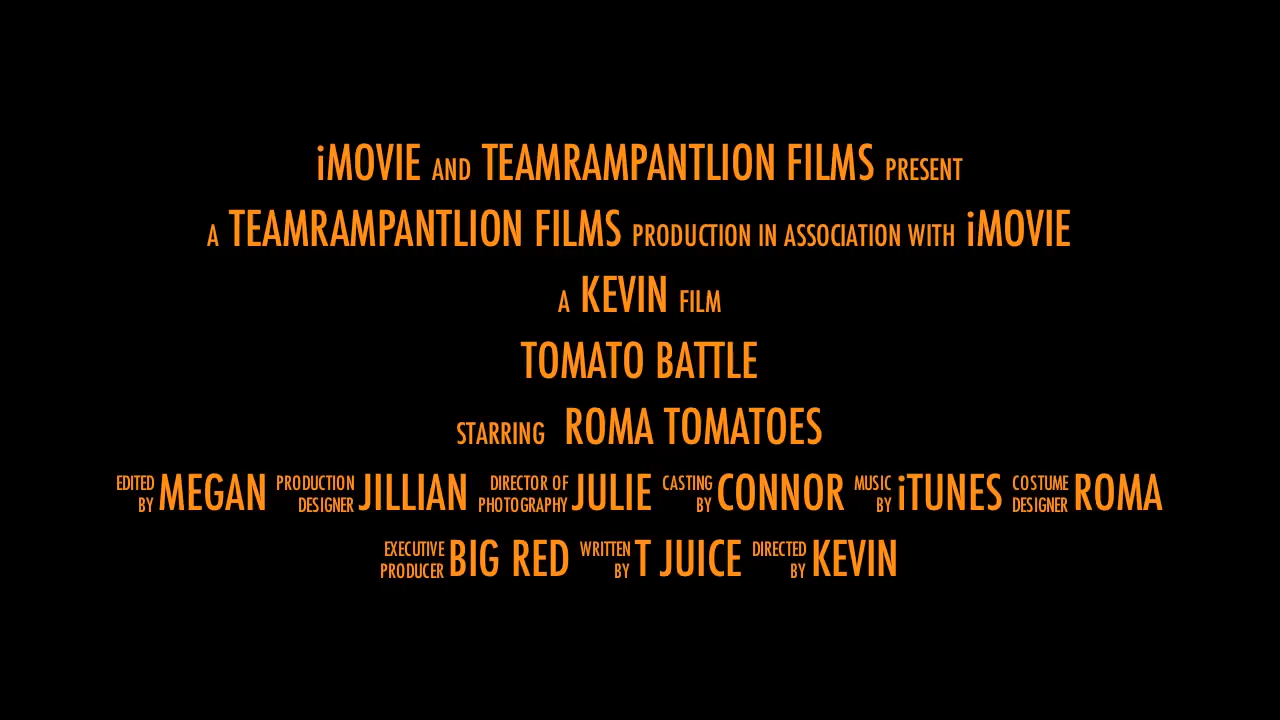 iMOVIE AND TEAMRAMPANTLION FILMS PRESENT
A TEAMRAMPANTLION FILMS PRODUCTION IN ASSOCIATION WITH iMOVIE
A KEVIN FILM
TOMATO BATTLE
STARRING ROMA TOMATOES
EDITED BY MEGAN PRODUCTION DESIGNER JILLIAN DIRECTOR OF PHOTOGRAPHY JULIE CASTING BY CONNOR MUSIC BY iTUNES COSTUME DESIGNER ROMA
EXECUTIVE PRODUCER BIG RED WRITTEN BY T JUICE DIRECTED BY KEVIN